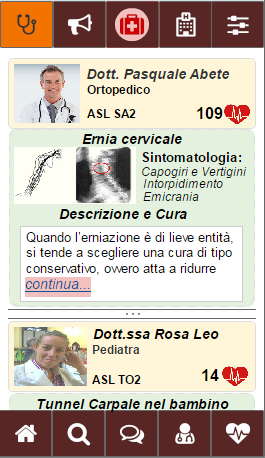 Dott. Pasquale Abete
Ortopedico
ASL SA2
109
Ernia cervicale
Sintomatologia:
Capogiri e Vertigini
Intorpidimento
Emicrania
Descrizione e Cura
Quando l'erniazione è di lieve entità,
si tende a scegliere una cura di tipo
conservativo, ovvero atta a ridurre
continua...
Dott.ssa Rosa Leo
Pediatra
ASL TO2
14
Tunnel Carpale nel bambino